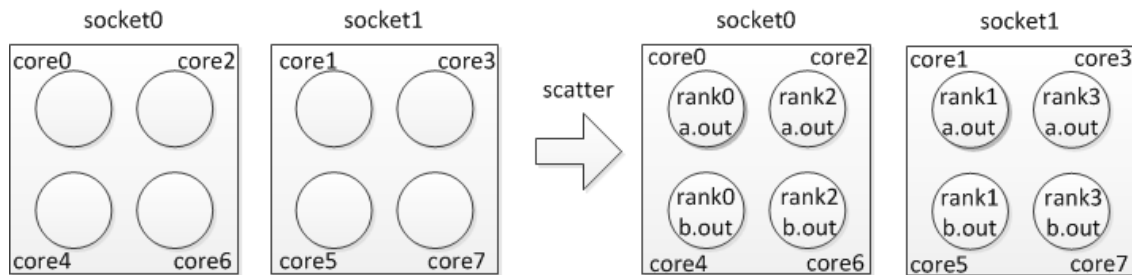 socket0 socket1 socket0 socket1
core0 core2 core1 core3 core0 core2 core1 core3
scatter
rank0 rank2 rank1 rank3
a.out a.out a.out a.out
rank0 rank2 rank1 rank3
b.out b.out b.out b.out
core4 core6 core5 core7 core4 core6 core5 core7